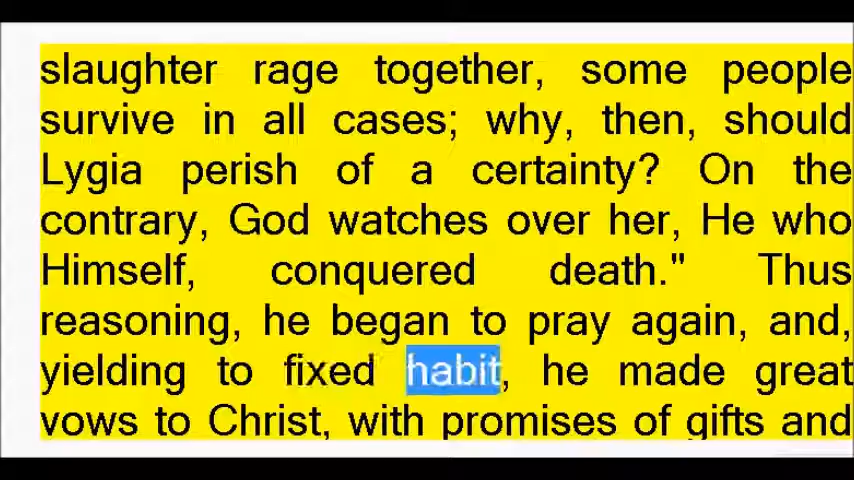 slaughter rage together, some people
survive in all cases; why, then, should
Lygia perish of a certainty? On the
contrary, God watches over her, He who
Himself, conquered death." Thus
reasoning, he began to pray again, and,
yielding to fixed habit, he made great
vows to Christ, with promises of gifts and